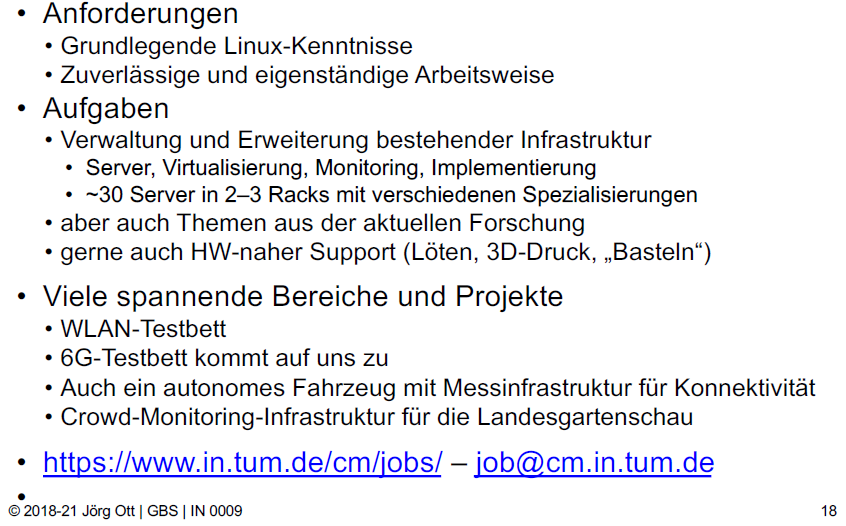 • Anforderungen
• Grundlegende Linux-Kenntnisse
• Zuverlässige und eigenständige Arbeitsweise
• Aufgaben
• Verwaltung und Erweiterung bestehender Infrastruktur
• Server, Virtualisierung, Monitoring, Implementierung
• ~30 Server in 2–3 Racks mit verschiedenen Spezialisierungen
• aber auch Themen aus der aktuellen Forschung
• gerne auch HW-naher Support (Löten, 3D-Druck, „Basteln“)
• Viele spannende Bereiche und Projekte
• WLAN-Testbett
• 6G-Testbett kommt auf uns zu
• Auch ein autonomes Fahrzeug mit Messinfrastruktur für Konnektivität
• Crowd-Monitoring-Infrastruktur für die Landesgartenschau
• https://www.in.tum.de/cm/jobs/ – job@cm.in.tum.de
•
© 2018-21 Jörg Ott | GBS | IN 0009 18